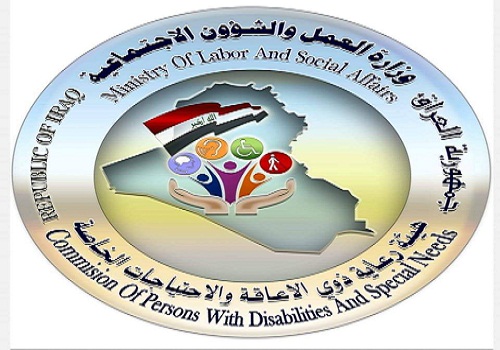 وزارة العمل والشؤون الاجتماعية
Ministry Of Labor And Social Affairs
REPUBLIC OF IRAQ
جمهورية العراق
الله اكبر
هيئة رعاية ذوي الاعاقة والاحتياجات الخاصة
Commision Of Persons With Disabilities And Special Needs